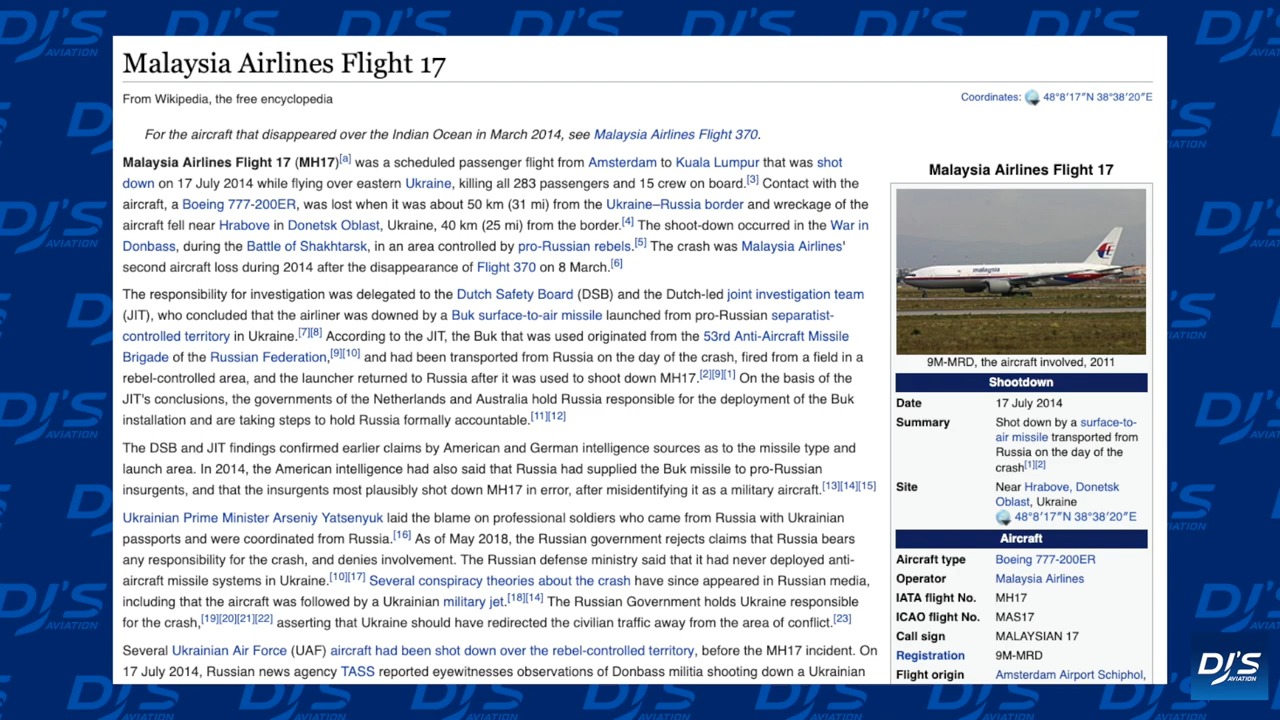 Malaysia Airlines Flight 17
From Wikipedia, the free encyclopedia
Coordinates: 48°8′17″N 38°38′20″E
For the aircraft that disappeared over the Indian Ocean in March 2014, see Malaysia Airlines Flight 370.
Malaysia Airlines Flight 17 (MH17)[a] was a scheduled passenger flight from Amsterdam to Kuala Lumpur that was shot
down on 17 July 2014 while flying over eastern Ukraine, killing all 283 passengers and 15 crew on board.[3] Contact with the
aircraft, a Boeing 777-200ER, was lost when it was about 50 km (31 mi) from the Ukraine–Russia border and wreckage of the
aircraft fell near Hrabove in Donetsk Oblast, Ukraine, 40 km (25 mi) from the border.[4] The shoot-down occurred in the War in
Donbass, during the Battle of Shakhtarsk, in an area controlled by pro-Russian rebels.[5] The crash was Malaysia Airlines'
second aircraft loss during 2014 after the disappearance of Flight 370 on 8 March.[6]
The responsibility for investigation was delegated to the Dutch Safety Board (DSB) and the Dutch-led joint investigation team
(JIT), who concluded that the airliner was downed by a Buk surface-to-air missile launched from pro-Russian separatist-
controlled territory in Ukraine.[7][8] According to the JIT, the Buk that was used originated from the 53rd Anti-Aircraft Missile
Brigade of the Russian Federation,[9][10] and had been transported from Russia on the day of the crash, fired from a field in a
rebel-controlled area, and the launcher returned to Russia after it was used to shoot down MH17.[2][9][1] On the basis of the
JIT's conclusions, the governments of the Netherlands and Australia hold Russia responsible for the deployment of the Buk
installation and are taking steps to hold Russia formally accountable.[11][12]
The DSB and JIT findings confirmed earlier claims by American and German intelligence sources as to the missile type and
launch area. In 2014, the American intelligence had also said that Russia had supplied the Buk missile to pro-Russian
insurgents, and that the insurgents most plausibly shot down MH17 in error, after misidentifying it as a military aircraft.[13][14][15]
Ukrainian Prime Minister Arseniy Yatsenyuk laid the blame on professional soldiers who came from Russia with Ukrainian
passports and were coordinated from Russia.[16] As of May 2018, the Russian government rejects claims that Russia bears
any responsibility for the crash, and denies involvement. The Russian defense ministry said that it had never deployed anti-
aircraft missile systems in Ukraine.[10][17] Several conspiracy theories about the crash have since appeared in Russian media,
including that the aircraft was followed by a Ukrainian military jet.[18][14] The Russian Government holds Ukraine responsible
for the crash,[19][20][21][22] asserting that Ukraine should have redirected the civilian traffic away from the area of conflict.[23]
Several Ukrainian Air Force (UAF) aircraft had been shot down over the rebel-controlled territory, before the MH17 incident. On
17 July 2014, Russian news agency TASS reported eyewitnesses observations of Donbass militia shooting down a Ukrainian
Malaysia Airlines Flight 17
malaysia
9M-MRD, the aircraft involved, 2011
Shootdown
Date 17 July 2014
Summary Shot down by a surface-to-
air missile transported from
Russia on the day of the
crash[1][2]
Site Near Hrabove, Donetsk
Oblast, Ukraine
48°8′17″N 38°38′20″E
Aircraft
Aircraft type Boeing 777-200ER
Operator Malaysia Airlines
IATA flight No. MH17
ICAO flight No. MAS17
Call sign MALAYSIAN 17
Registration 9M-MRD
Flight origin Amsterdam Airport Schiphol,
DJ'S
AVIATION